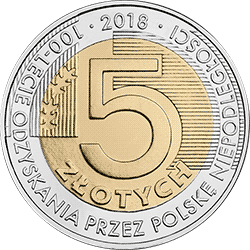 100-LECIE ODZYSKANIA PRZEZ POLSKĘ NIEPODLEGŁOŚCI · 2018 ·
5
ZŁOTYCH